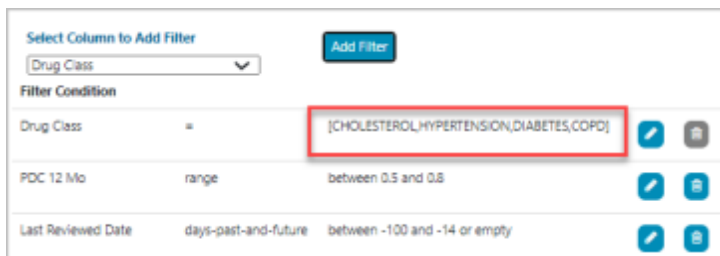 Select Column to Add Filter
Add Filter
Drug Class
Filter Condition
Drug Class = [CHOLESTEROL,HYPERTENSION,DIABETES,COPD]
PDC 12 Mo range between 0.5 and 0.8
Last Reviewed Date days-past-and-future between -100 and -14 or empty